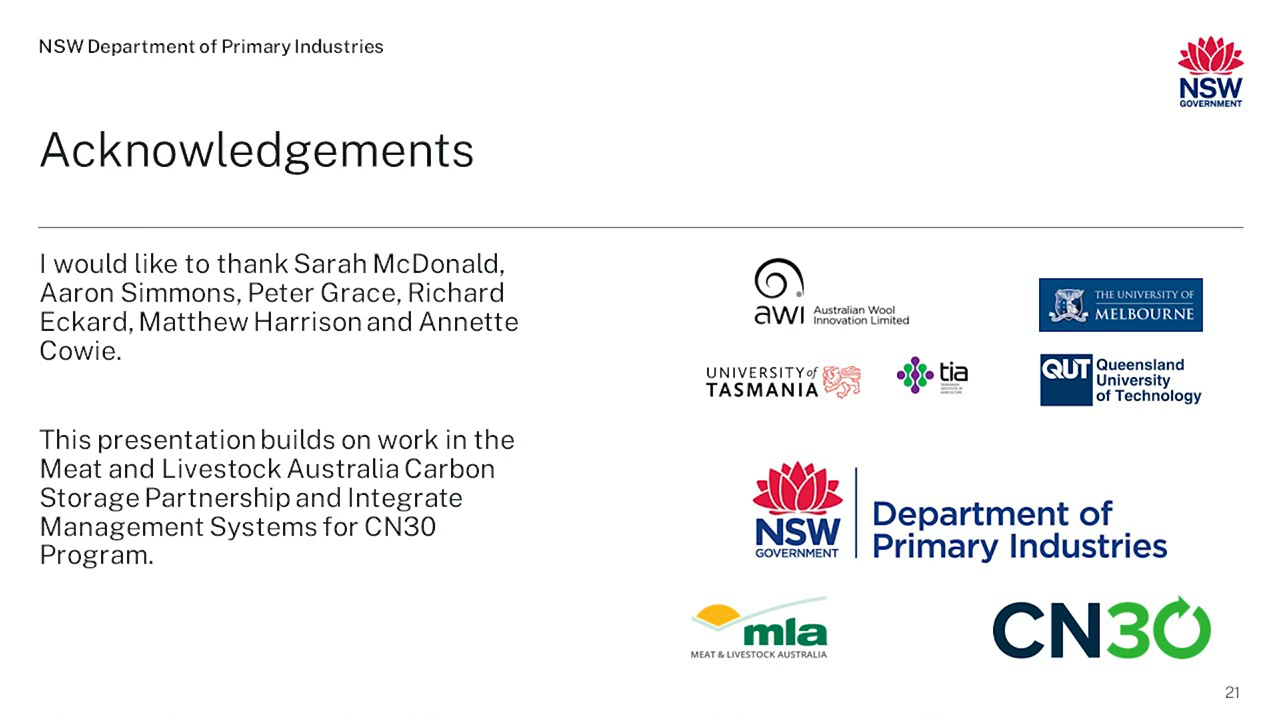 NSW Department of Primary Industries
NSW
GOVERNMENT
Acknowledgements
I would like to thank Sarah McDonald,
Aaron Simmons, Peter Grace, Richard
Eckard, Matthew Harrison and Annette
Cowie.
This presentation builds on work in the
Meat and Livestock Australia Carbon
Storage Partnership and Integrate
Management Systems for CN30
Program.
awi Australian Wool
Innovation Limited
THE UNIVERSITY OF
MELBOURNE
UNIVERSITY of
TASMANIA
tia
TASMANIAN
INSTITUTE OF
AGRICULTURE
QUT Queensland
University
of Technology
NSW
GOVERNMENT
Department of
Primary Industries
mla
MEAT & LIVESTOCK AUSTRALIA
CN30
21